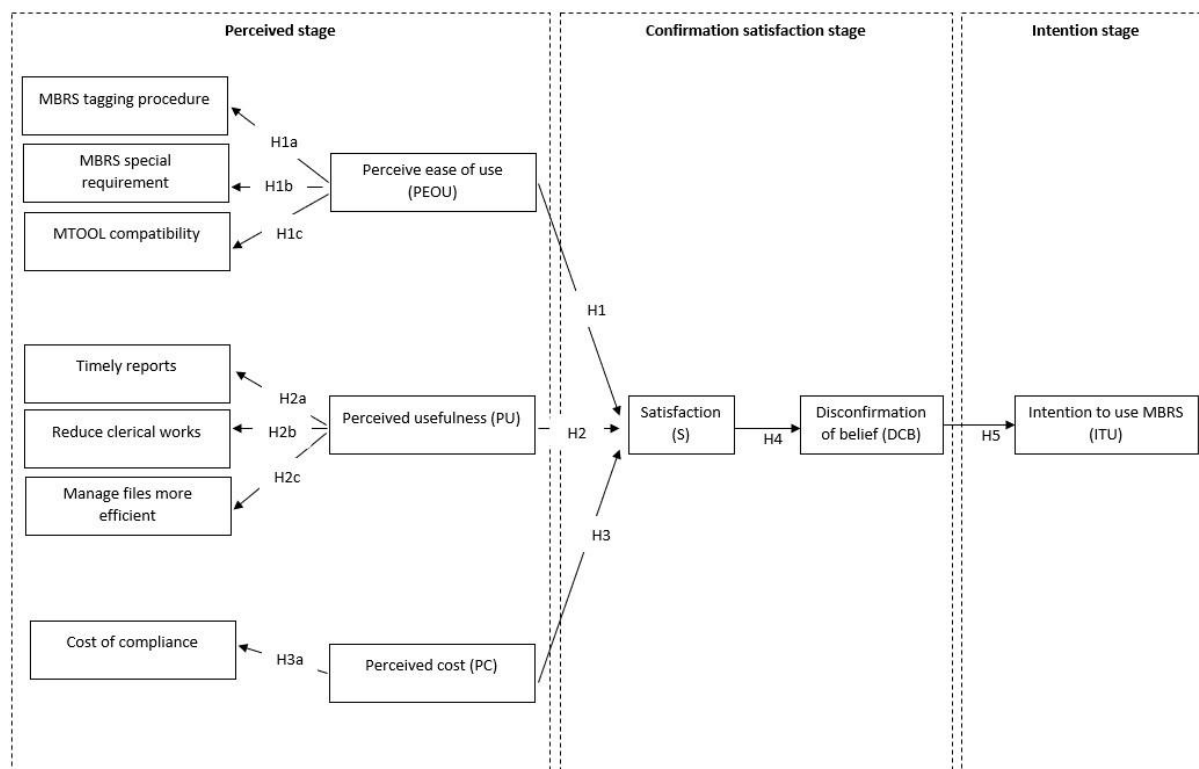 Perceived stage
Confirmation satisfaction stage
Intention stage
MBRS tagging procedure
H1a
MBRS special
requirement
H1b
Perceive ease of use
(PEOU)
MTOOL compatibility
H1c
H1
Timely reports
H2a
Reduce clerical works
H2b
Perceived usefulness (PU)
H2
Satisfaction
(S)
H4
Disconfirmation
of belief (DCB)
H5
Intention to use MBRS
(ITU)
H2c
Manage files more
efficient
H3
Cost of compliance
H3a
Perceived cost (PC)